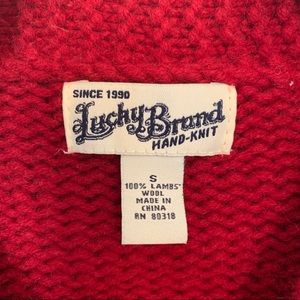 SINCE 1990
Lucky Brand
HAND-KNIT
S
100% LAMBS'
WOOL
MADE IN
CHINA
RN 80318